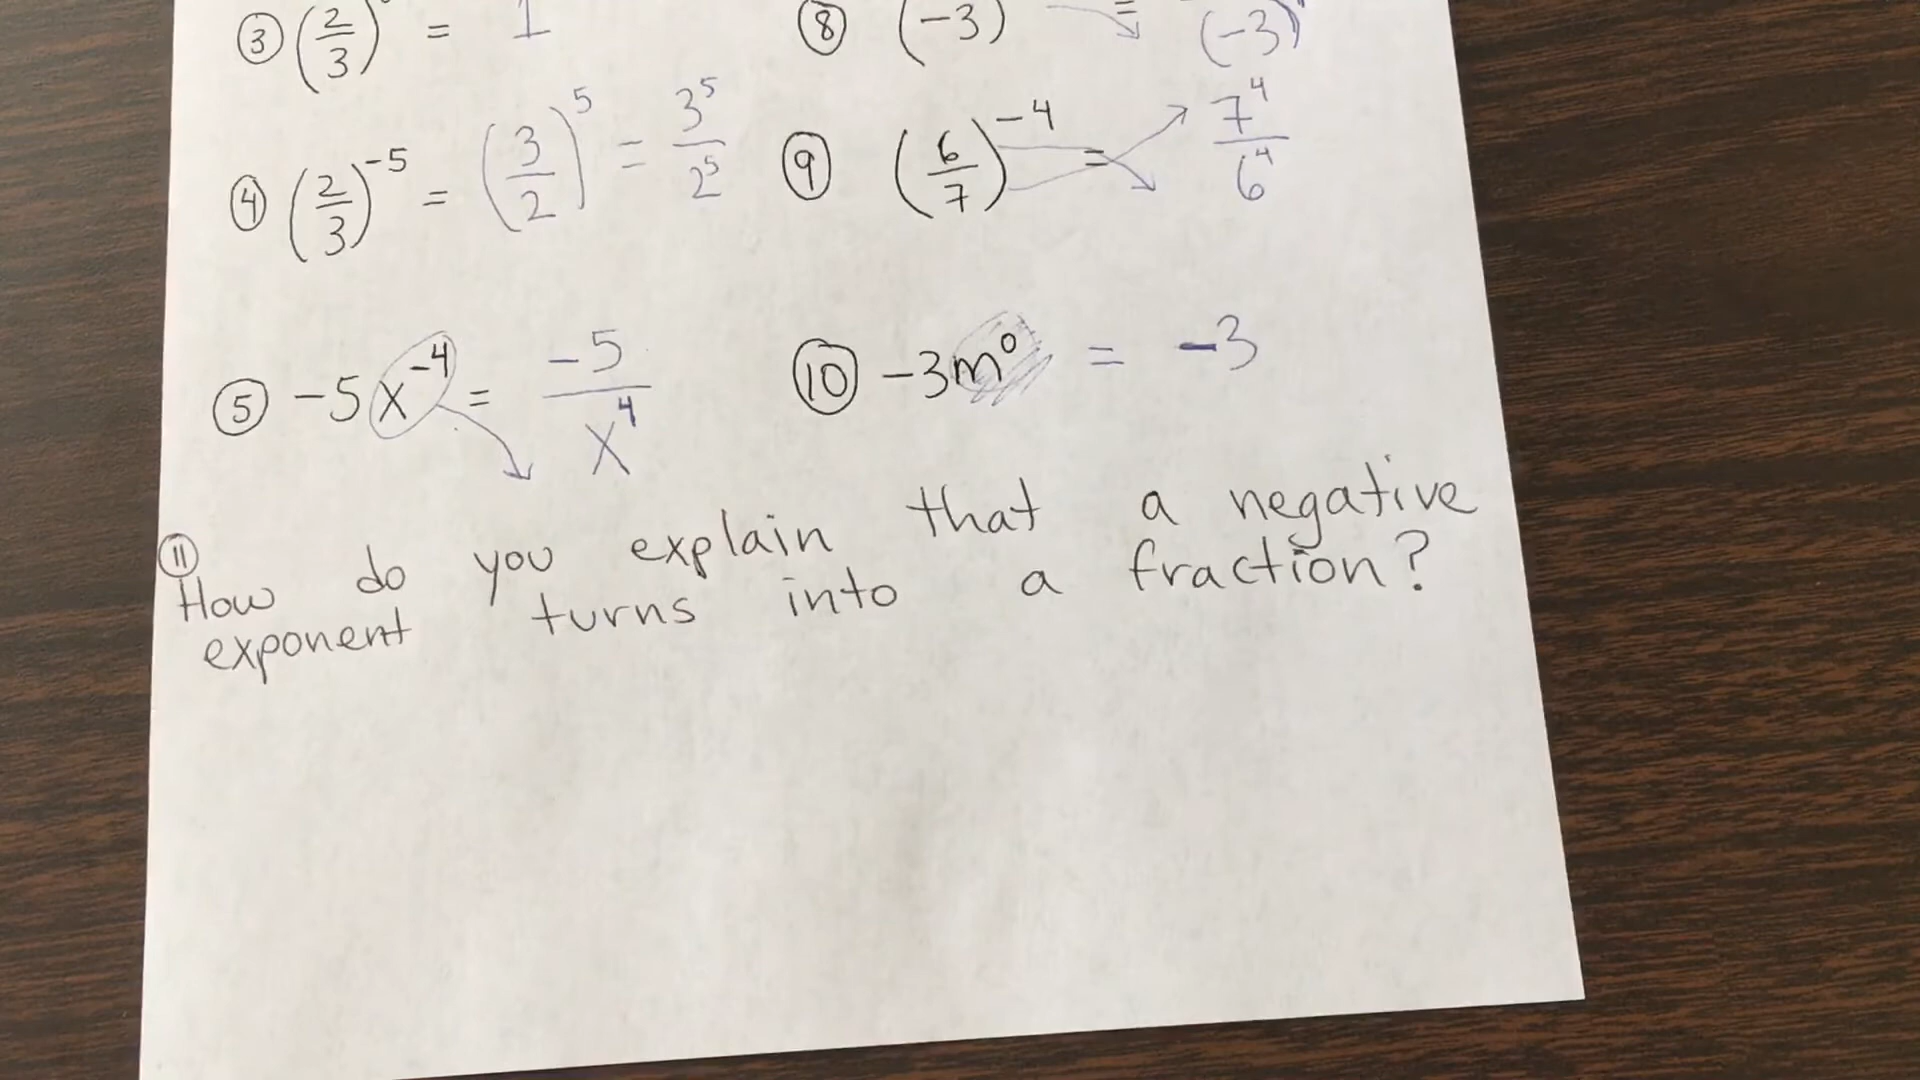 ③ (2/3) = 1
⑧ (-3) = (-3)
④ (2/3)^-5 = (3/2)^5 = 3^5/2^5
⑨ (6/7)^-4 = 7^4/6^4
⑤ -5x^-4 = -5/x^4
⑩ -3m^0 = -3
⑪
How do you explain that a negative
exponent turns into a fraction?